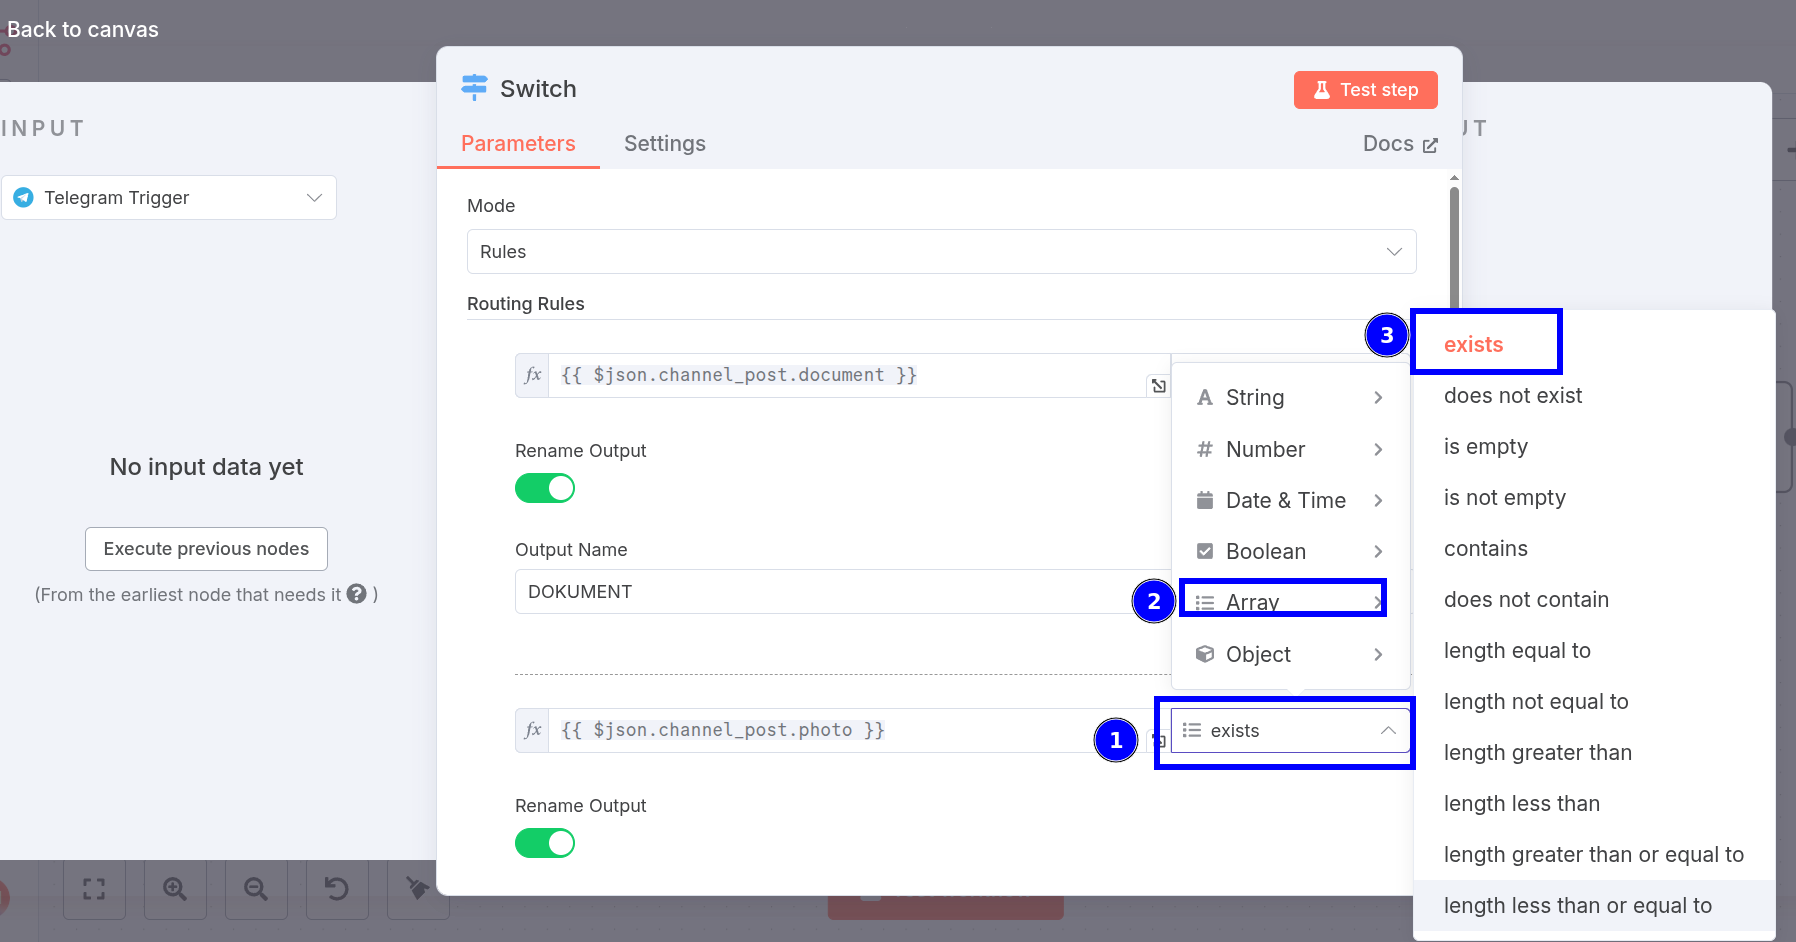 Back to canvas
Switch
Test step
Parameters
Settings
Docs
INPUT
UT
Telegram Trigger
Mode
Rules
Routing Rules
fx {{ $json.channel_post.document }}
Rename Output
Output Name
DOKUMENT
No input data yet
Execute previous nodes
(From the earliest node that needs it ? )
String
Number
Date & Time
Boolean
2 Array
Object
fx {{ $json.channel_post.photo }}
1 exists
Rename Output
3 exists
does not exist
is empty
is not empty
contains
does not contain
length equal to
length not equal to
length greater than
length less than
length greater than or equal to
length less than or equal to